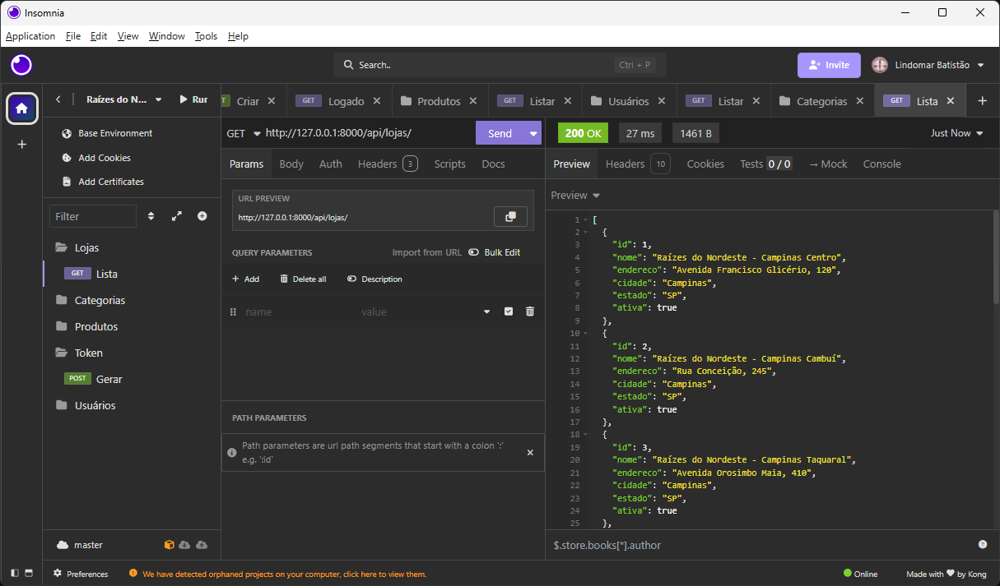 Insomnia
Application File Edit View Window Tools Help
Search.. Ctrl + P
Invite
Lindomar Batistão
Raízes do N... Run
Criar
GET Logado
Produtos
GET Listar
Usuários
GET Listar
Categorias
GET Lista
Base Environment
Add Cookies
Add Certificates
Filter
Lojas
GET Lista
Categorias
Produtos
Token
POST Gerar
Usuários
master
GET http://127.0.0.1:8000/api/lojas/ Send
Params Body Auth Headers 3 Scripts Docs
URL PREVIEW
http://127.0.0.1:8000/api/lojas/
QUERY PARAMETERS Import from URL Bulk Edit
Add Delete all Description
name value
PATH PARAMETERS
Path parameters are url path segments that start with a colon ':'
e.g. ':id'
200 OK 27 ms 1461 B Just Now
Preview Headers 10 Cookies Tests 0 / 0 → Mock Console
Preview
1 [
2 {
3 "id": 1,
4 "nome": "Raízes do Nordeste - Campinas Centro",
5 "endereco": "Avenida Francisco Glicério, 120",
6 "cidade": "Campinas",
7 "estado": "SP",
8 "ativa": true
9 },
10 {
11 "id": 2,
12 "nome": "Raízes do Nordeste - Campinas Cambuí",
13 "endereco": "Rua Conceição, 245",
14 "cidade": "Campinas",
15 "estado": "SP",
16 "ativa": true
17 },
18 {
19 "id": 3,
20 "nome": "Raízes do Nordeste - Campinas Taquaral",
21 "endereco": "Avenida Orosimbo Maia, 410",
22 "cidade": "Campinas",
23 "estado": "SP",
24 "ativa": true
25 },
$.store.books[*].author
Preferences
We have detected orphaned projects on your computer, click here to view them.
Online
Made with by Kong